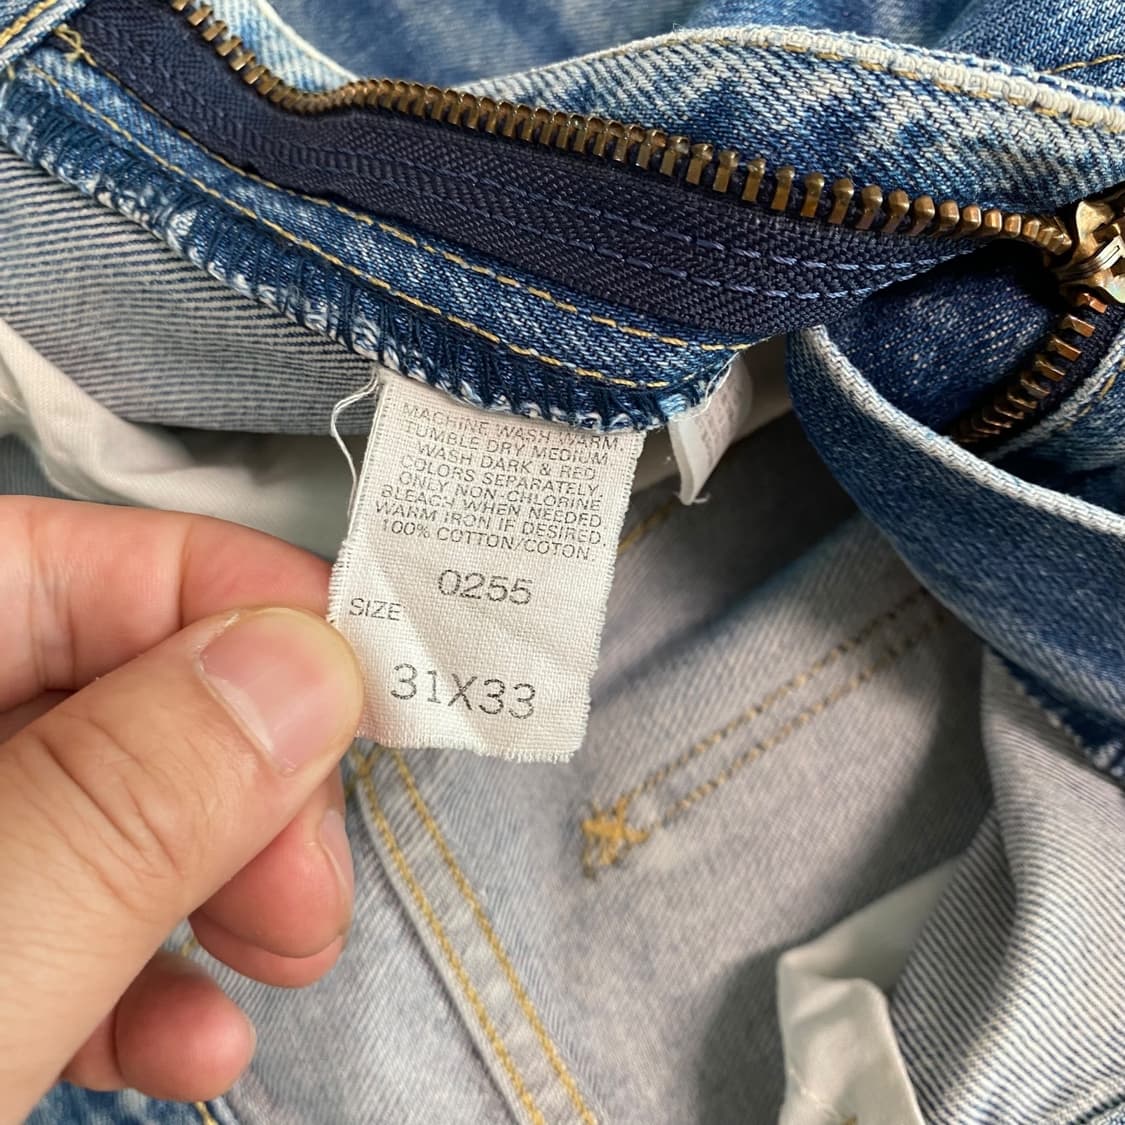 MACHINE WASH WARM,
TUMBLE DRY MEDIUM
WASH DARK & RED
COLORS SEPARATELY.
ONLY NON-CHLORINE
BLEACH WHEN NEEDED
WARM IRON IF DESIRED
100% COTTON/COTON.
0255
SIZE
31X33